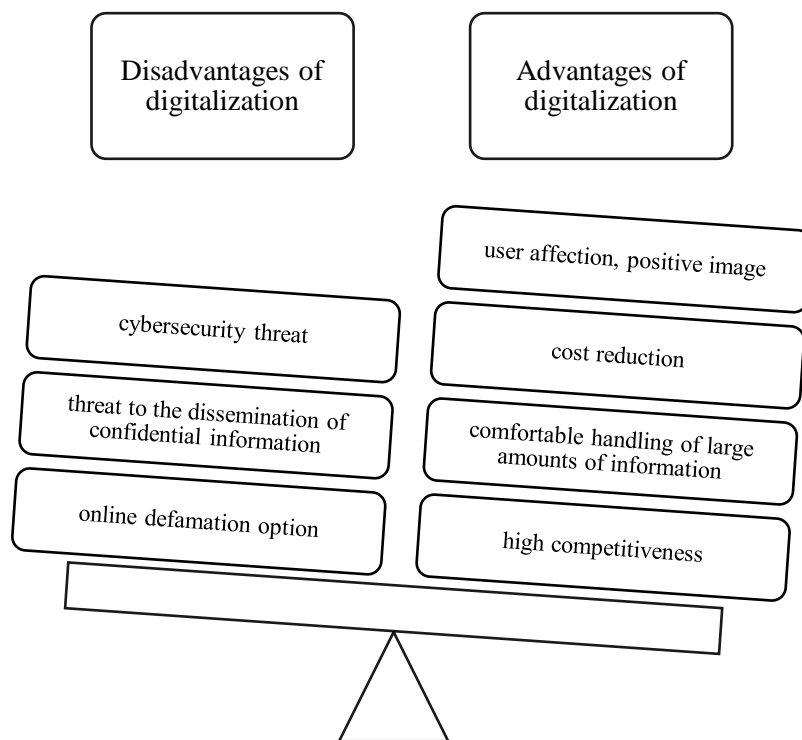 Disadvantages of
digitalization
Advantages of
digitalization
cybersecurity threat
threat to the dissemination of
confidential information
online defamation option
user affection, positive image
cost reduction
comfortable handling of large
amounts of information
high competitiveness